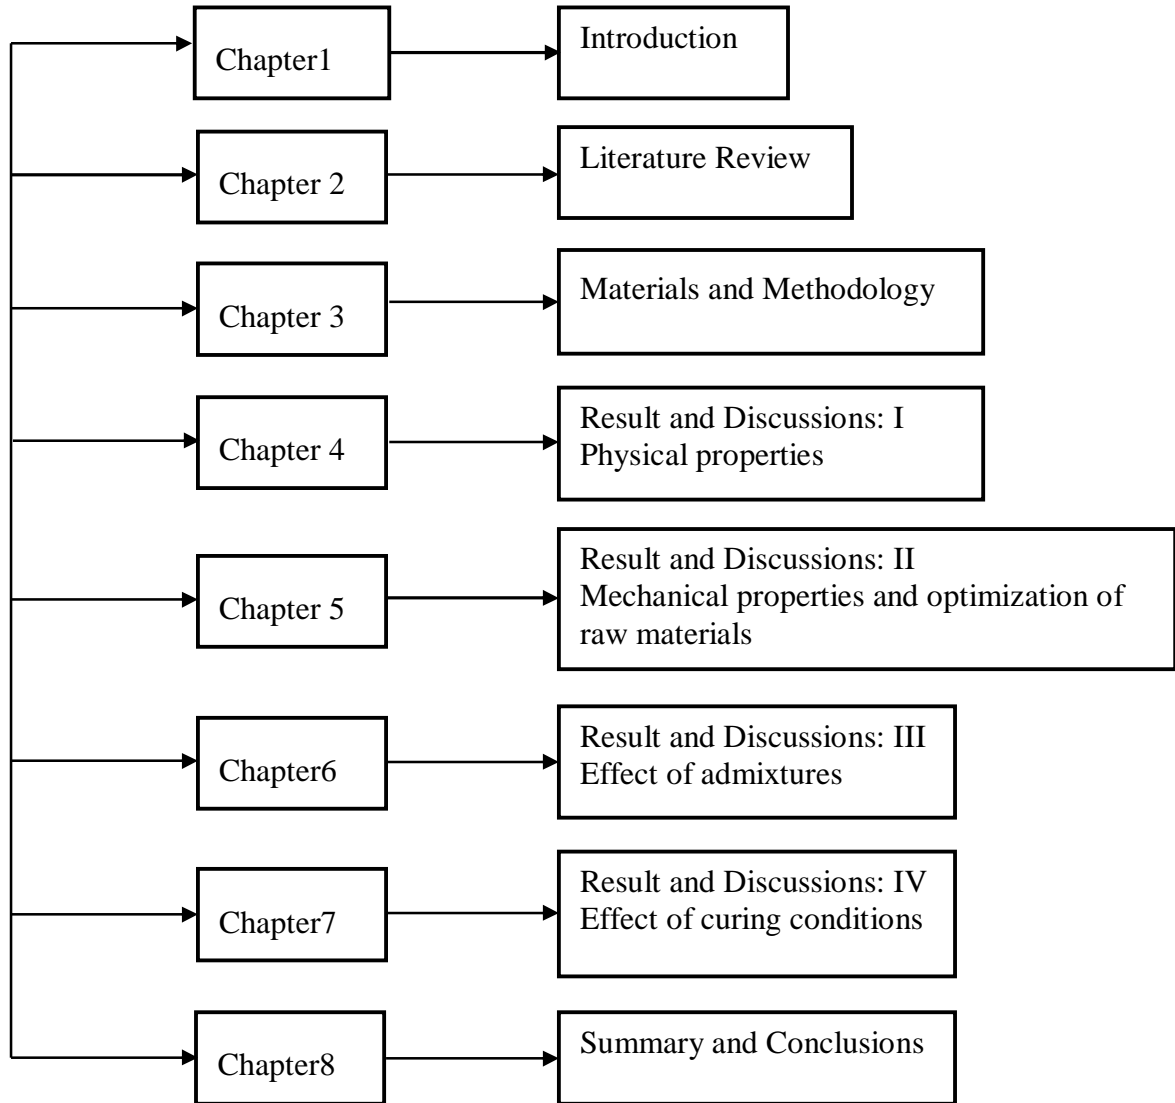 Chapter1
Introduction
Chapter 2
Literature Review
Chapter 3
Materials and Methodology
Chapter 4
Result and Discussions: I
Physical properties
Chapter 5
Result and Discussions: II
Mechanical properties and optimization of
raw materials
Chapter6
Result and Discussions: III
Effect of admixtures
Chapter7
Result and Discussions: IV
Effect of curing conditions
Chapter8
Summary and Conclusions